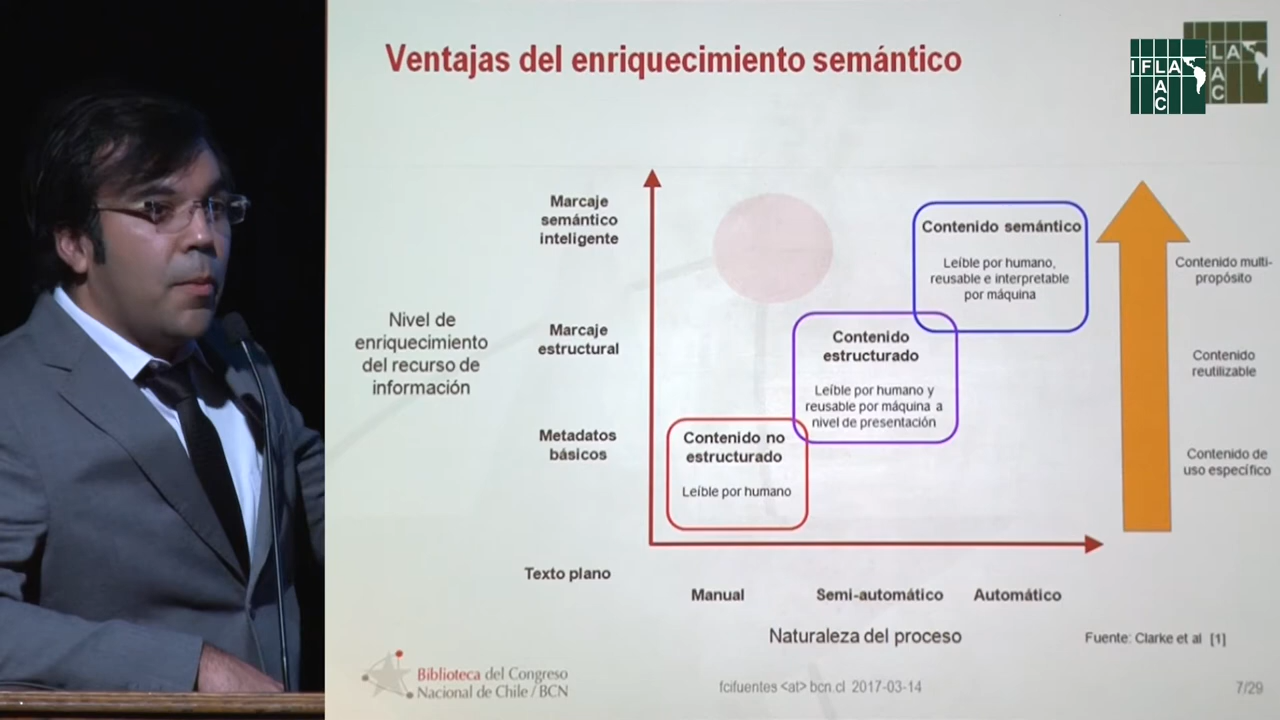 Ventajas del enriquecimiento semántico
IFLA
A
C
LA
A
C
Marcaje
semántico
inteligente
Contenido semántico
Leíble por humano,
reusable e interpretable
por máquina
Contenido multi-
propósito
Nivel de
enriquecimiento
del recurso de
información
Marcaje
estructural
Contenido
estructurado
Leíble por humano y
reusable por máquina a
nivel de presentación
Contenido
reutilizable
Metadatos
básicos
Contenido no
estructurado
Leíble por humano
Contenido de
uso específico
Texto plano
Manual
Semi-automático
Automático
Naturaleza del proceso
Fuente: Clarke et al [1]
Biblioteca del Congreso
Nacional de Chile / BCN
fcifuentes <at> bcn.cl 2017-03-14
7/29